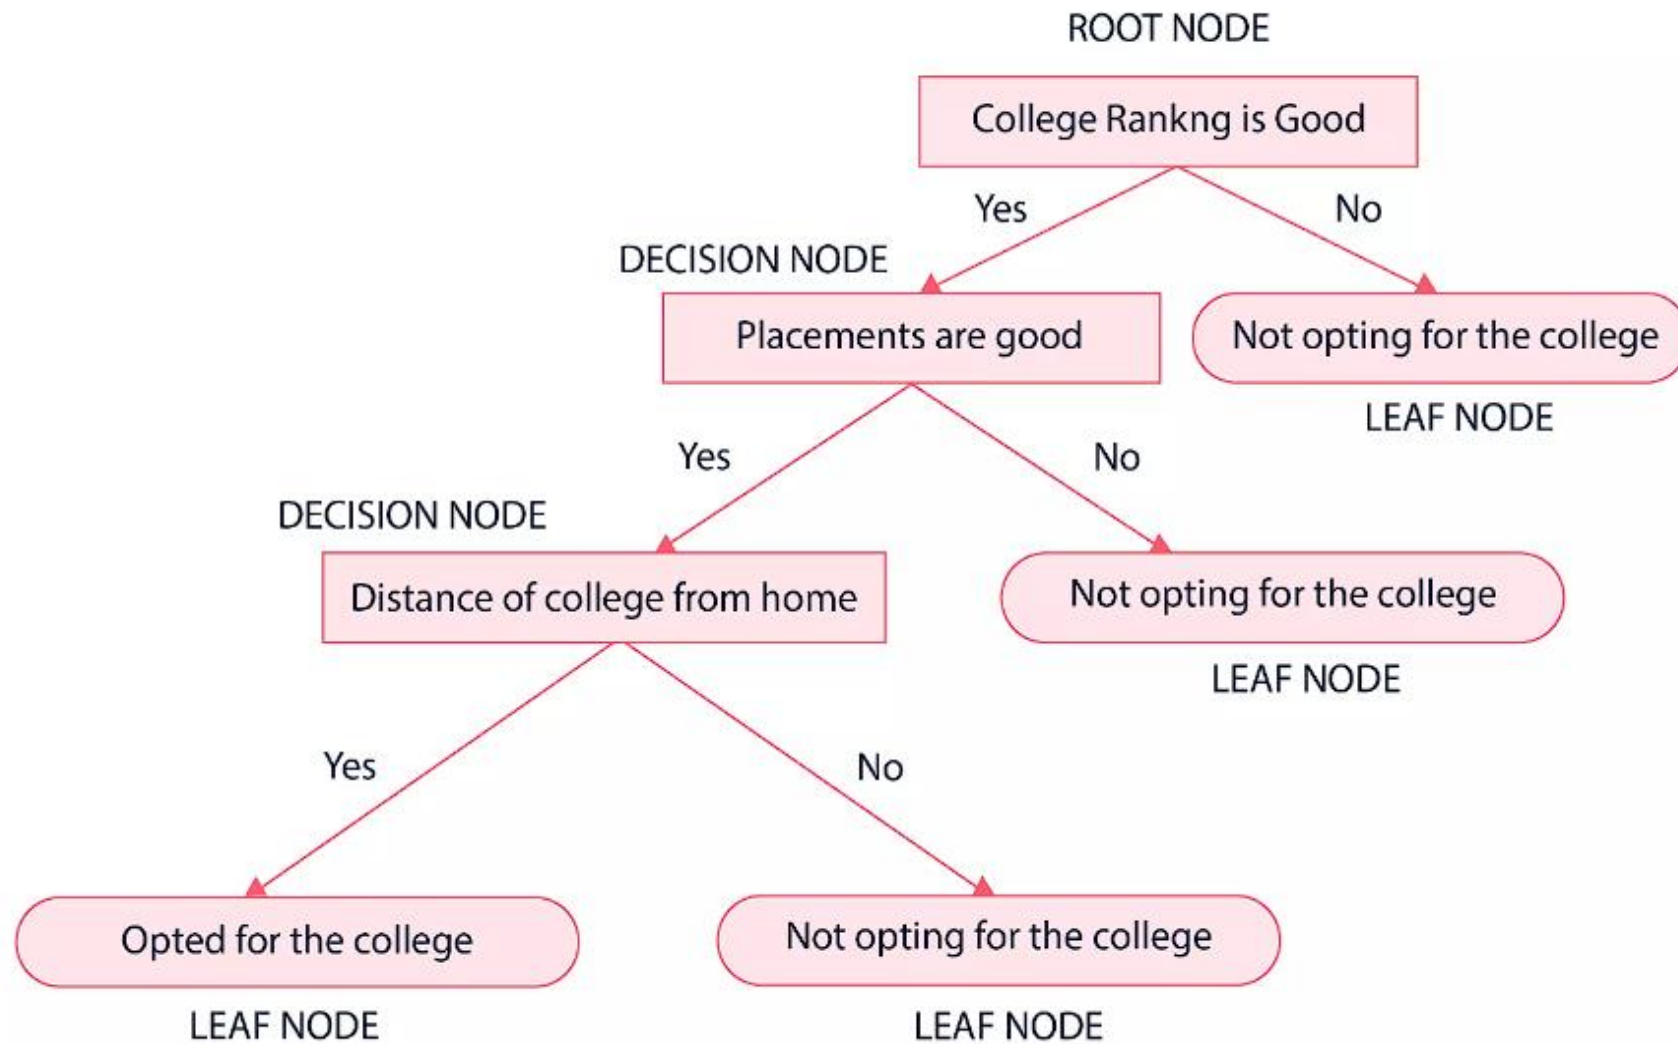 ROOT NODE
College Rankng is Good
Yes
No
DECISION NODE
Placements are good
Not opting for the college
LEAF NODE
Yes
No
DECISION NODE
Distance of college from home
Not opting for the college
LEAF NODE
Yes
No
Opted for the college
Not opting for the college
LEAF NODE
LEAF NODE